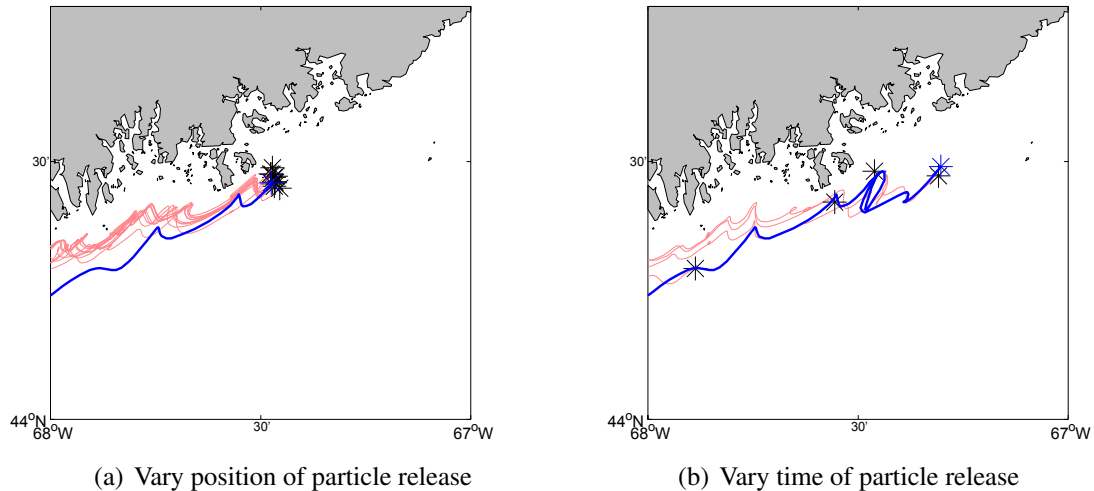 30'
44°N
68°W
30'
67°W
(a) Vary position of particle release
30'
44°N
68°W
30'
67°W
(b) Vary time of particle release